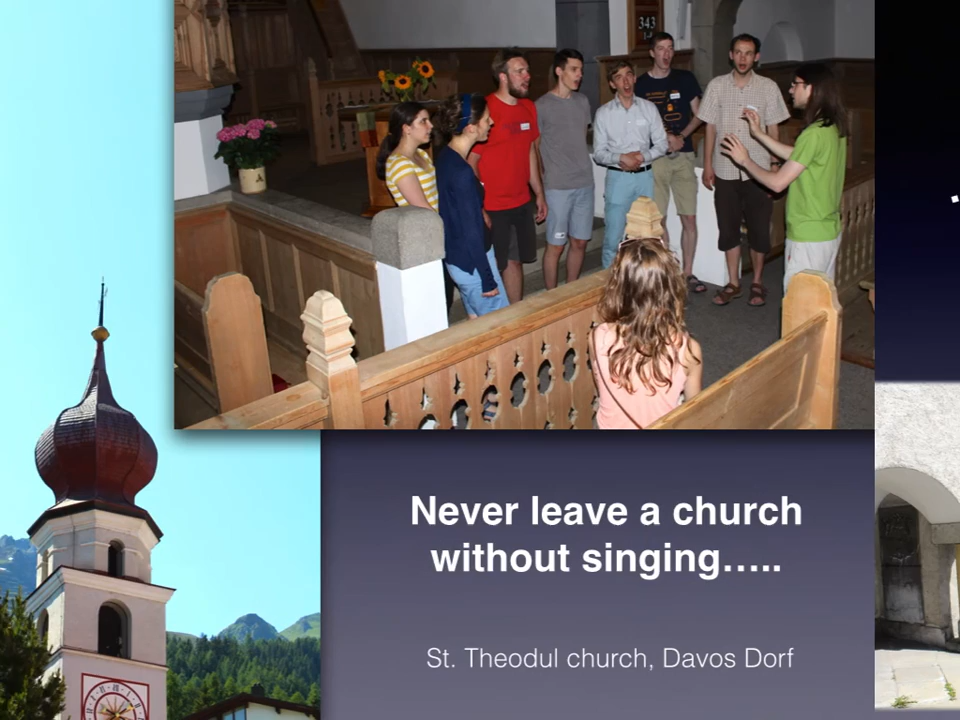 343
Never leave a church
without singing…..
St. Theodul church, Davos Dorf